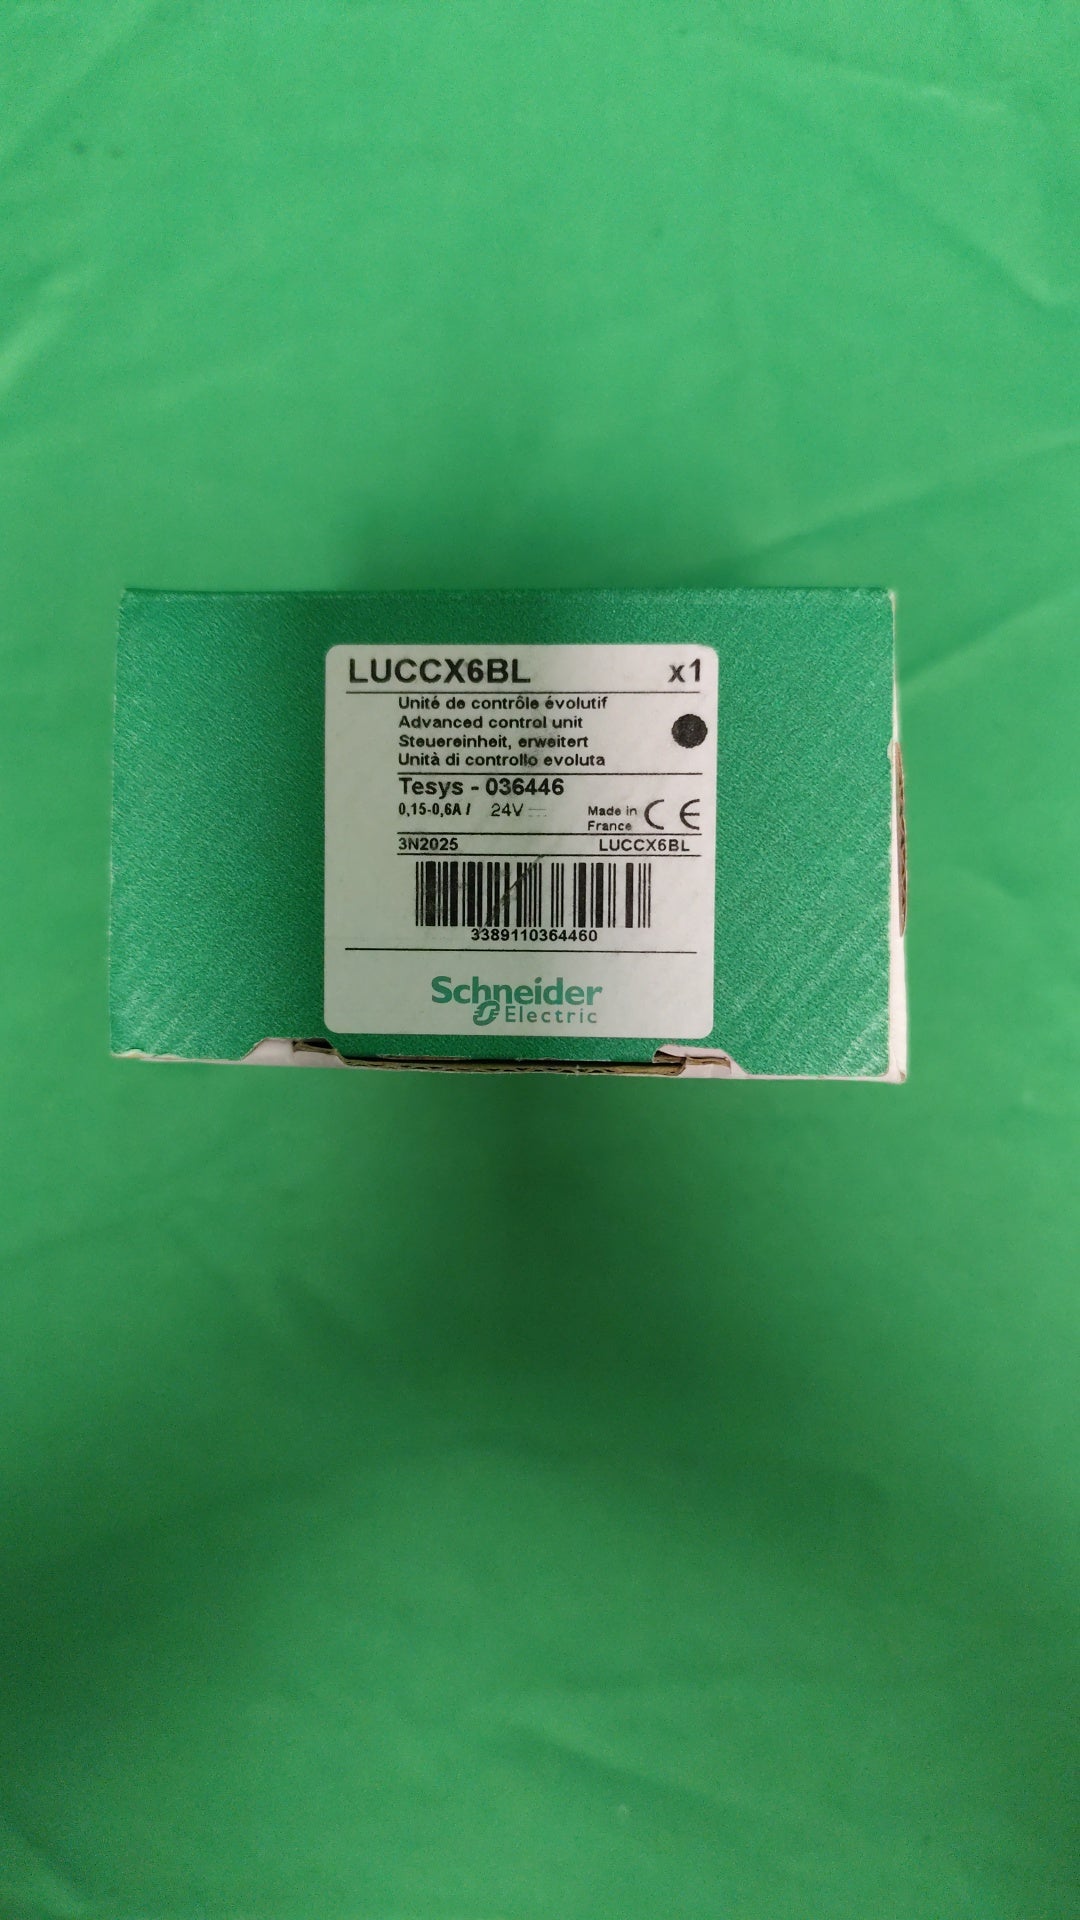 LUCCX6BL x1
Unité de contrôle évolutif
Advanced control unit
Steuereinheit, erweitert
Unità di controllo evoluta
Tesys - 036446
0,15-0,6A / 24V
Made in
France CE
3N2025 LUCCX6BL
3389110364460
Schneider
Electric